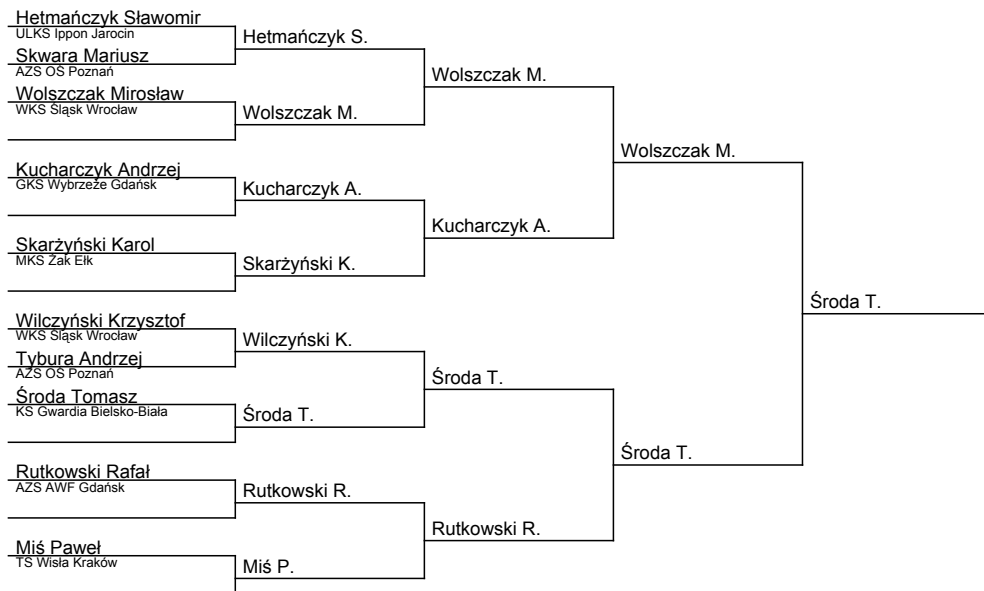 Hetmańczyk Sławomir
ULKS Ippon Jarocin
Skwara Mariusz
AZS OŚ Poznań
Wolszczak Mirosław
WKS Śląsk Wrocław
Kucharczyk Andrzej
GKS Wybrzeże Gdańsk
Skarżyński Karol
MKS Żak Ełk
Wilczyński Krzysztof
WKS Śląsk Wrocław
Tybura Andrzej
AZS OŚ Poznań
Środa Tomasz
KS Gwardia Bielsko-Biała
Rutkowski Rafał
AZS AWF Gdańsk
Miś Paweł
TS Wisła Kraków
Hetmańczyk S.
Wolszczak M.
Kucharczyk A.
Skarżyński K.
Wilczyński K.
Środa T.
Rutkowski R.
Miś P.
Wolszczak M.
Kucharczyk A.
Środa T.
Rutkowski R.
Wolszczak M.
Środa T.
Środa T.